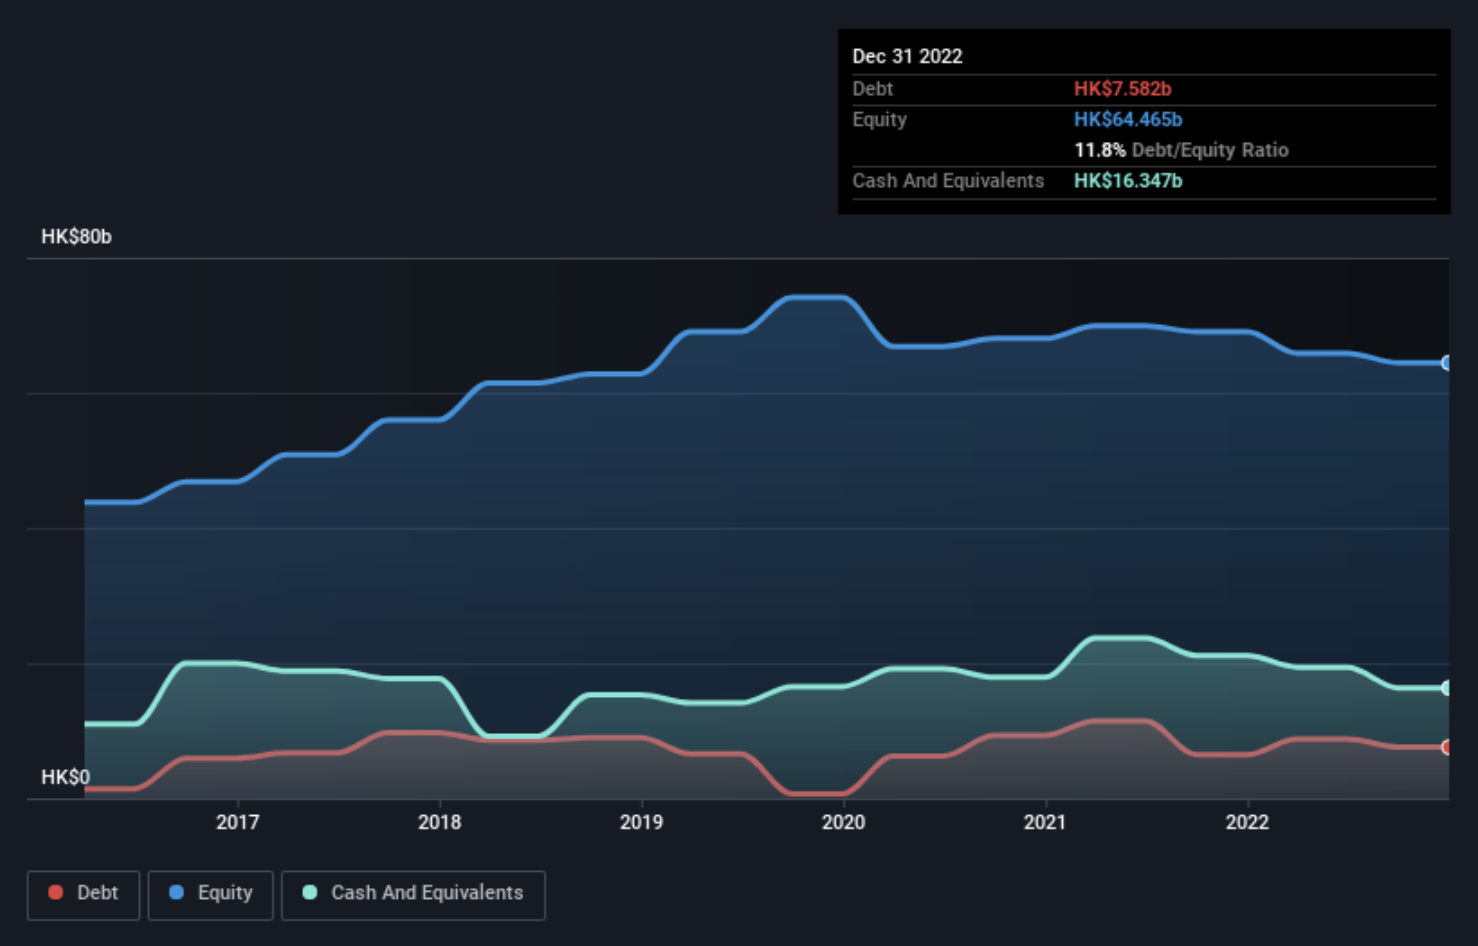 Dec 31 2022
Debt HK$7.582b
Equity HK$64.465b
11.8% Debt/Equity Ratio
Cash And Equivalents HK$16.347b
HK$80b
HK$0
2017 2018 2019 2020 2021 2022
Debt Equity Cash And Equivalents